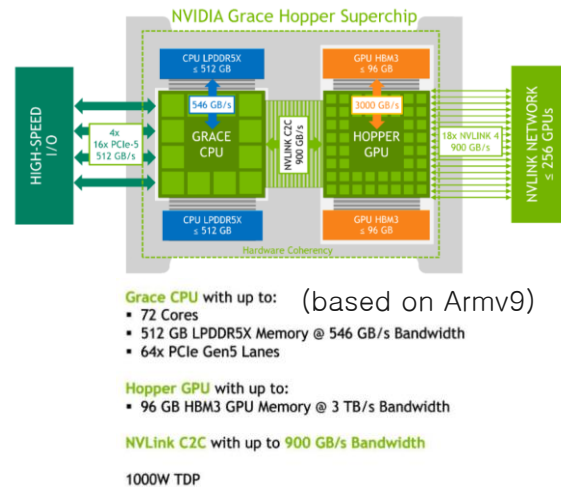 NVIDIA Grace Hopper Superchip
CPU LPDDR5X
≤ 512 GB
GPU HBM3
≤ 96 GB
HIGH-SPEED
I/O
4x
16x PCIe-5
512 GB/s
546 GB/s
GRACE
CPU
NVLINK C2C
900 GB/s
3000 GB/s
HOPPER
GPU
18x NVLINK 4
900 GB/s
NVLINK NETWORK
≤ 256 GPUs
CPU LPDDR5X
≤ 512 GB
GPU HBM3
≤ 96 GB
Hardware Coherency
Grace CPU with up to: (based on Armv9)
▪ 72 Cores
▪ 512 GB LPDDR5X Memory @ 546 GB/s Bandwidth
▪ 64x PCIe Gen5 Lanes
Hopper GPU with up to:
▪ 96 GB HBM3 GPU Memory @ 3 TB/s Bandwidth
NVLink C2C with up to 900 GB/s Bandwidth
1000W TDP